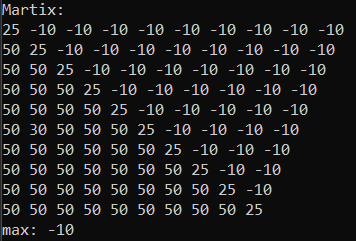 Martix:
25 -10 -10 -10 -10 -10 -10 -10 -10 -10
50 25 -10 -10 -10 -10 -10 -10 -10 -10
50 50 25 -10 -10 -10 -10 -10 -10 -10
50 50 50 25 -10 -10 -10 -10 -10 -10
50 50 50 50 25 -10 -10 -10 -10 -10
50 30 50 50 50 25 -10 -10 -10 -10
50 50 50 50 50 50 25 -10 -10 -10
50 50 50 50 50 50 50 25 -10 -10
50 50 50 50 50 50 50 50 25 -10
50 50 50 50 50 50 50 50 50 25
max: -10